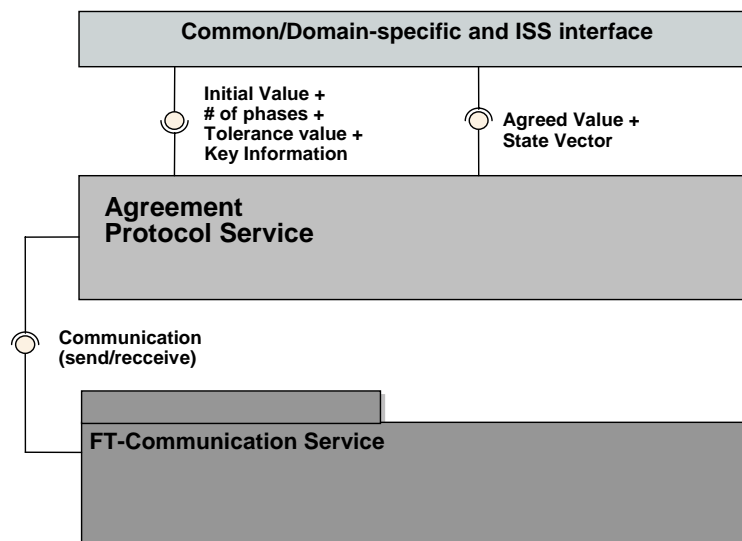 Common/Domain-specific and ISS interface
Initial Value +
# of phases +
Tolerance value +
Key Information
Agreed Value +
State Vector
Agreement
Protocol Service
Communication
(send/recceive)
FT-Communication Service